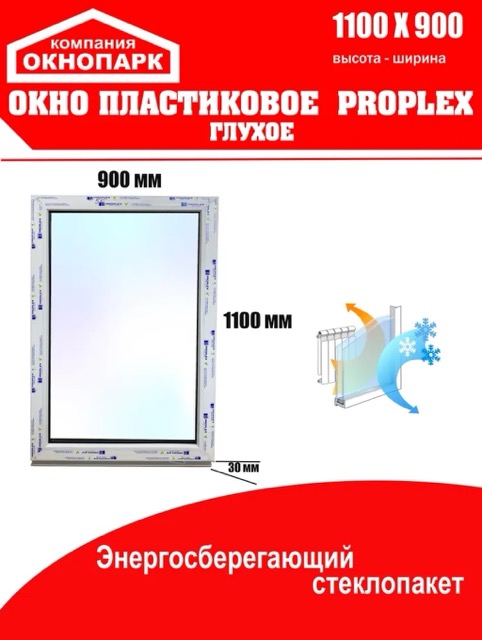 компания
ОКНОПАРК
1100 X 900
высота - ширина
ОКНО ПЛАСТИКОВОЕ PROPLEX
ГЛУХОЕ
900 мм
1100 мм
30 мм
Энергосберегающий
стеклопакет